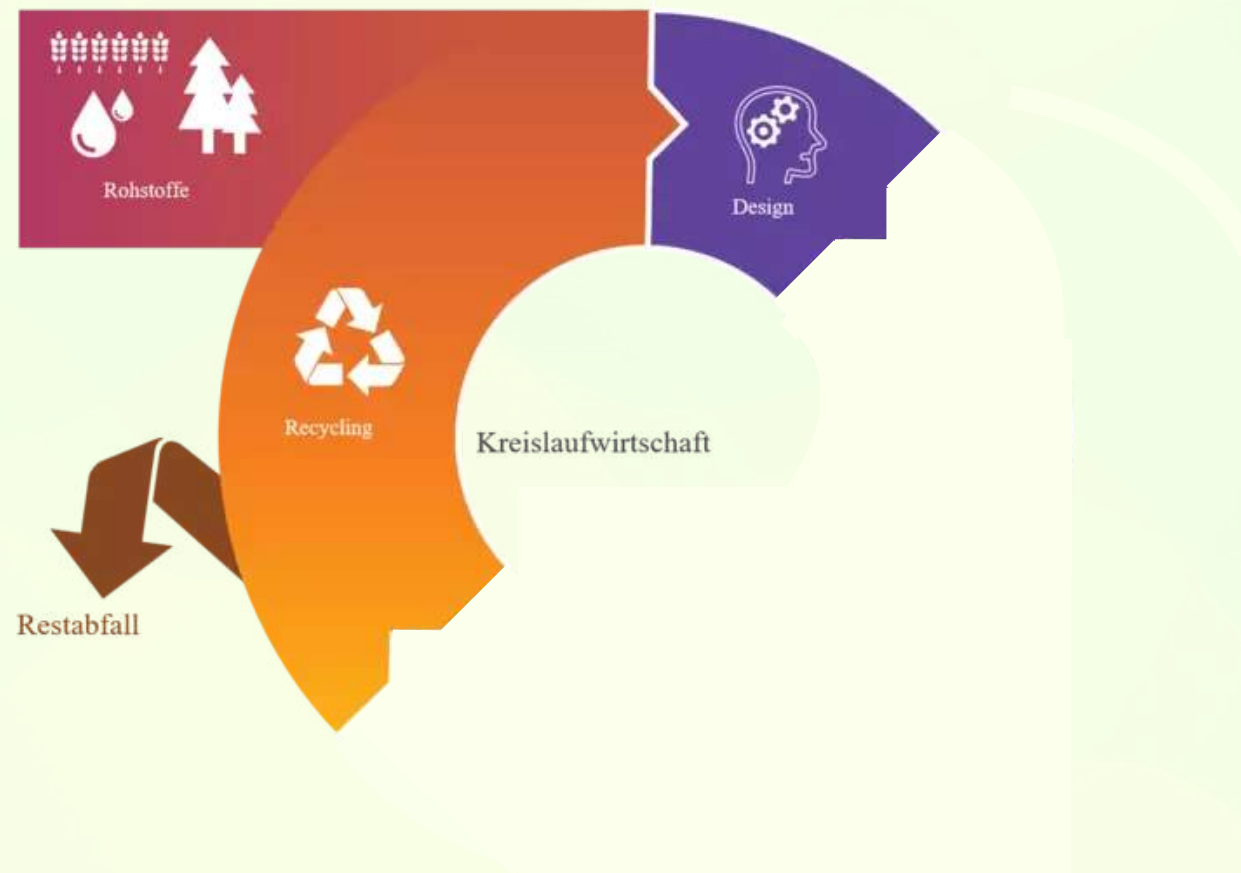 Rohstoffe
Design
Recycling
Kreislaufwirtschaft
Restabfall